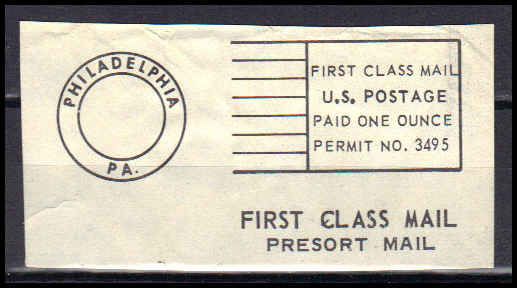 PHILADELPHIA
PA.
FIRST CLASS MAIL
U.S. POSTAGE
PAID ONE OUNCE
PERMIT NO. 3495
FIRST CLASS MAIL
PRESORT MAIL